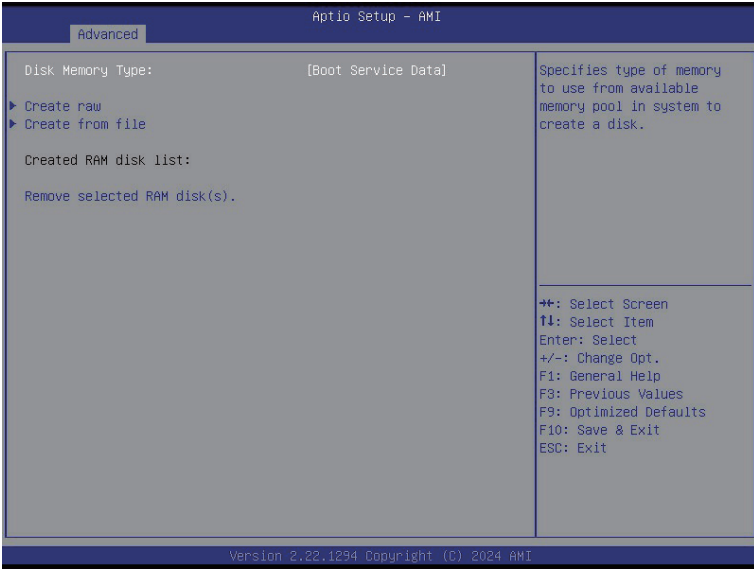 Aptio Setup – AMI
Advanced
Disk Memory Type: [Boot Service Data]
Create raw
Create from file
Created RAM disk list:
Remove selected RAM disk(s).
Specifies type of memory
to use from available
memory pool in system to
create a disk.
→←: Select Screen
↑↓: Select Item
Enter: Select
+/-: Change Opt.
F1: General Help
F3: Previous Values
F9: Optimized Defaults
F10: Save & Exit
ESC: Exit
Version 2.22.1294 Copyright (C) 2024 AMI